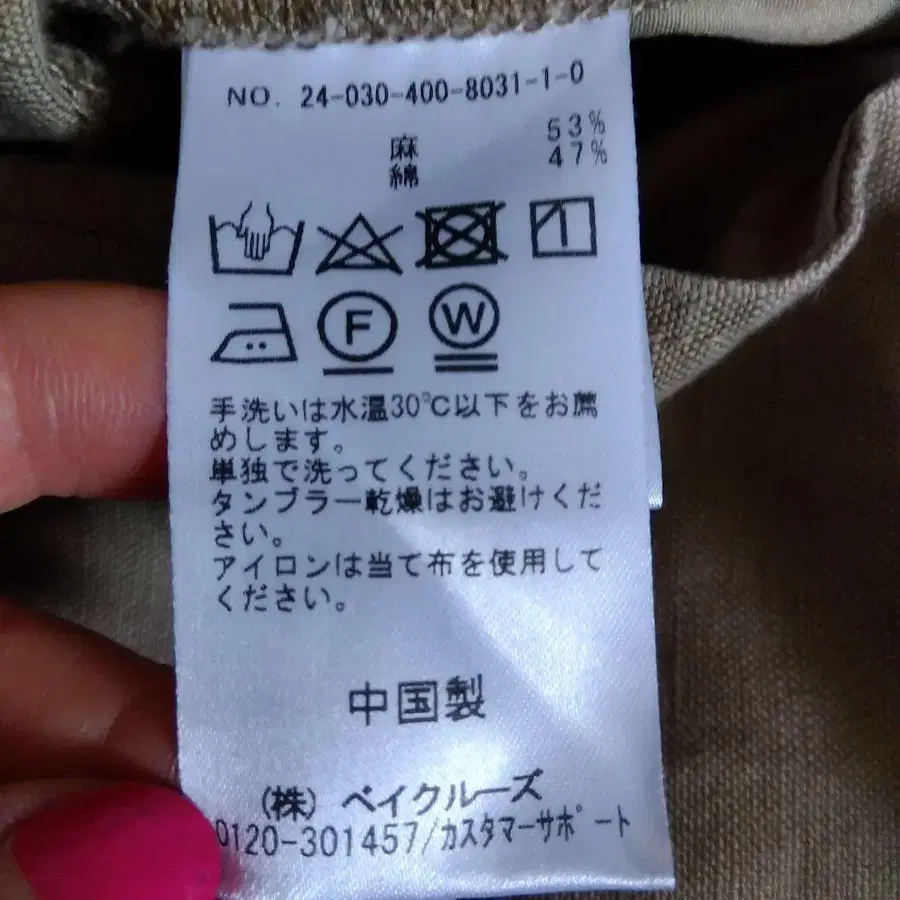 NO. 24-030-400-8031-1-0
麻 53%
綿 47%
F W
手洗いは水温30℃以下をお薦
めします。
単独で洗ってください。
タンブラー乾燥はお避けくだ
さい。
アイロンは当て布を使用して
ください。
中国製
(株) ベイクルーズ
0120-301457/カスタマーサポート